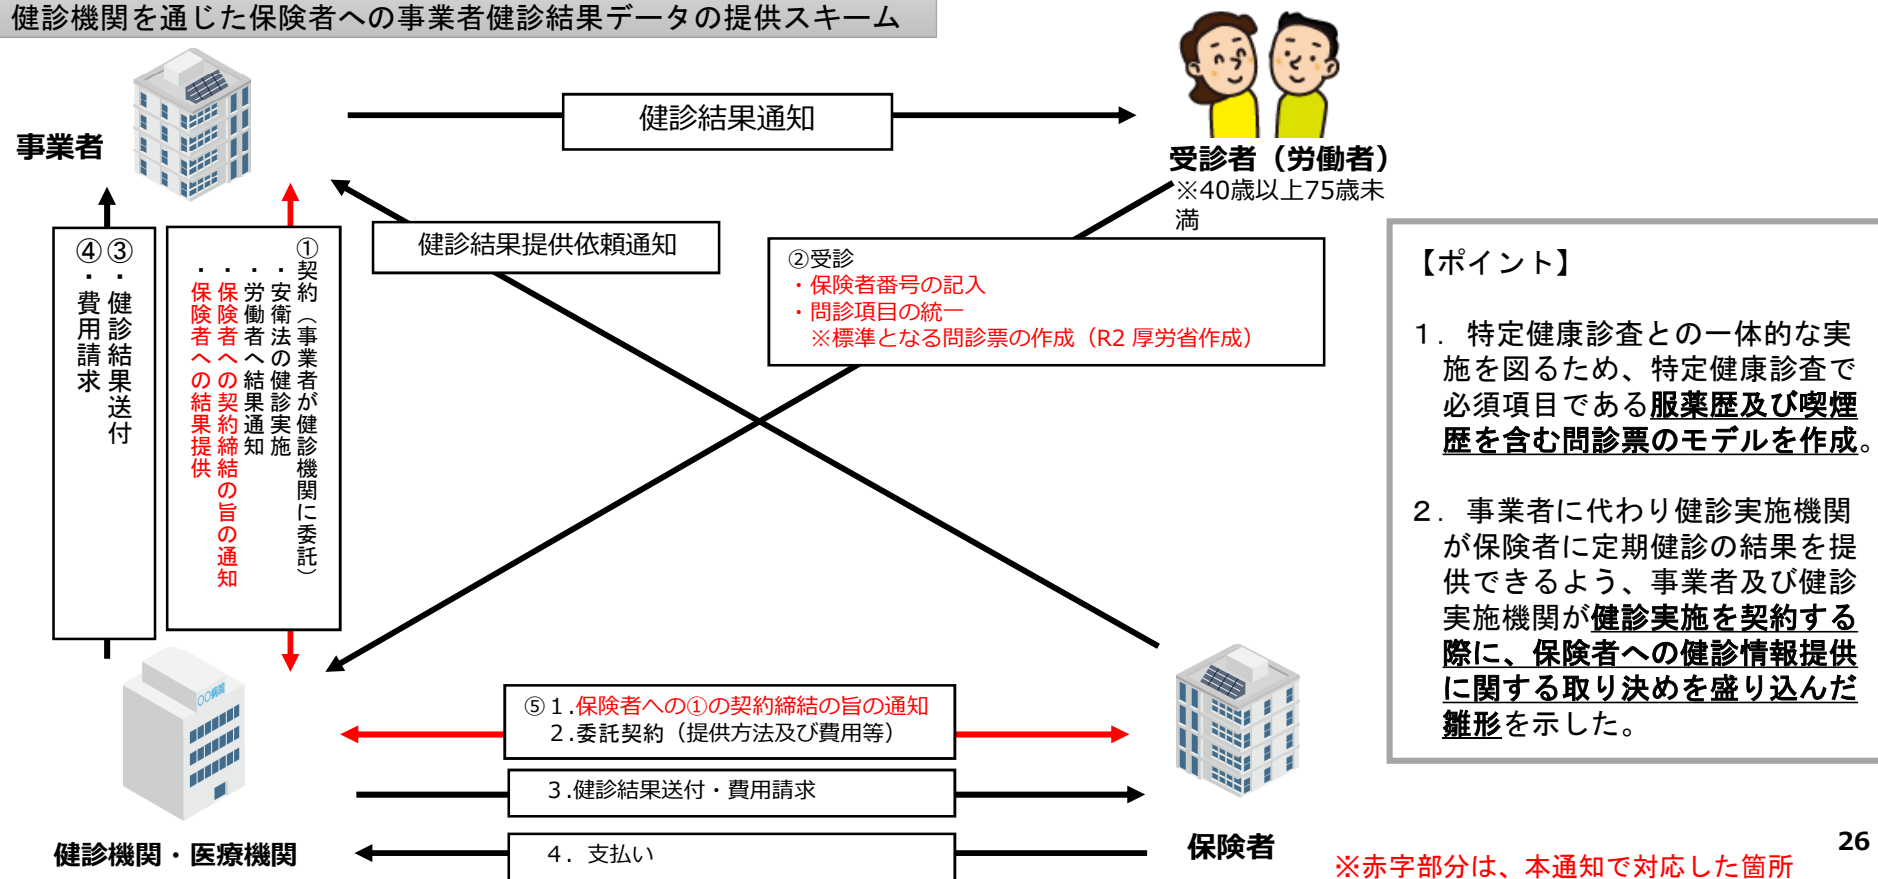 健診機関を通じた保険者への事業者健診結果データの提供スキーム
事業者
健診結果通知
受診者（労働者）
※40歳以上75歳未
満
③・健診結果送付
④・費用請求
①契約（事業者が健診機関に委託）
・安衛法の健診実施
・労働者へ結果通知
・保険者への契約締結の旨の通知
・保険者への結果提供
健診結果提供依頼通知
②受診
・保険者番号の記入
・問診項目の統一
※標準となる問診票の作成（R2 厚労省作成）
【ポイント】
１．特定健康診査との一体的な実
施を図るため、特定健康診査で
必須項目である服薬歴及び喫煙
歴を含む問診票のモデルを作成。
２．事業者に代わり健診実施機関
が保険者に定期健診の結果を提
供できるよう、事業者及び健診
実施機関が健診実施を契約する
際に、保険者への健診情報提供
に関する取り決めを盛り込んだ
雛形を示した。
〇〇病院
⑤１.保険者への①の契約締結の旨の通知
２.委託契約（提供方法及び費用等）
３.健診結果送付・費用請求
４．支払い
健診機関・医療機関
保険者
※赤字部分は、本通知で対応した箇所
26